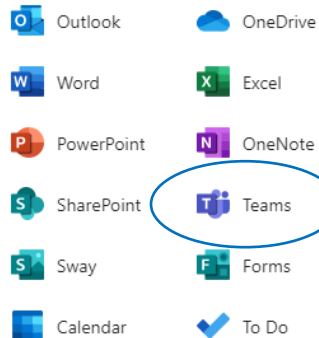 Outlook OneDrive
Word Excel
PowerPoint OneNote
SharePoint Teams
Sway Forms
Calendar To Do